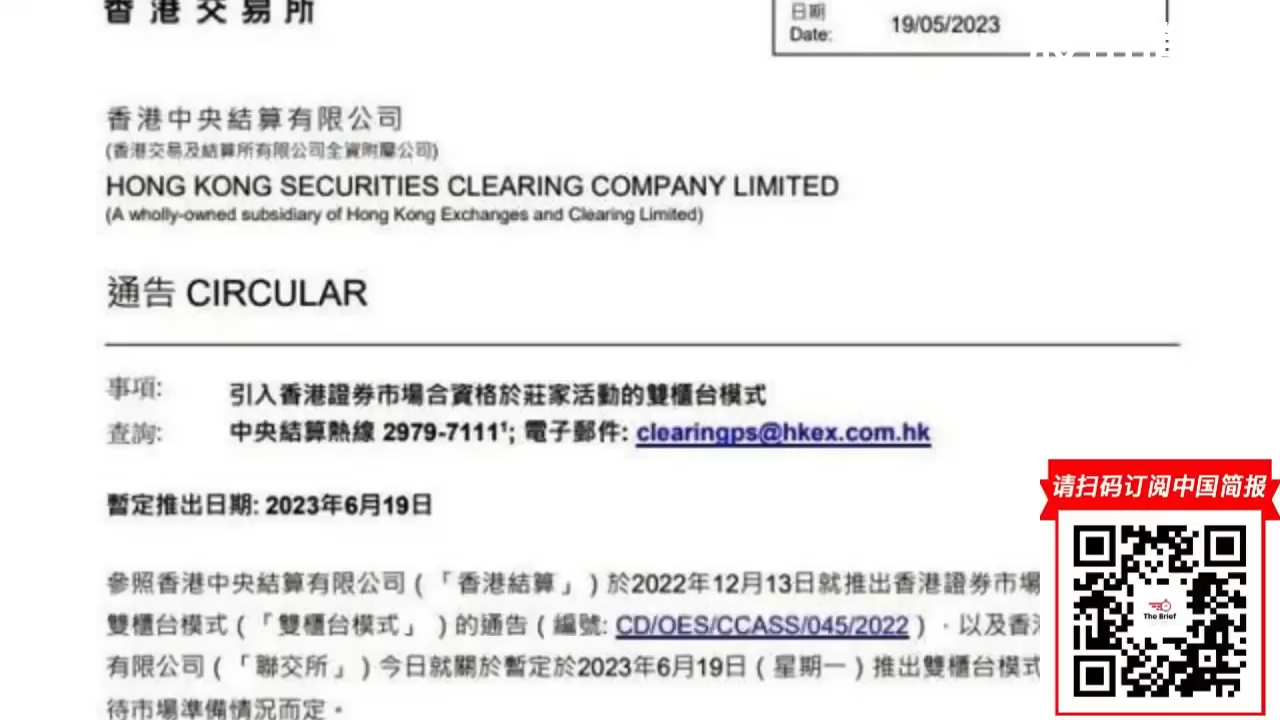 香港交易所
日期
Date:
19/05/2023
香港中央結算有限公司
(香港交易及結算所有限公司全資附屬公司)
HONG KONG SECURITIES CLEARING COMPANY LIMITED
(A wholly-owned subsidiary of Hong Kong Exchanges and Clearing Limited)
通告 CIRCULAR
事項: 引入香港證券市場合資格於莊家活動的雙櫃台模式
查詢: 中央結算熱線 2979-7111¹; 電子郵件: clearingps@hkex.com.hk
暫定推出日期: 2023年6月19日
參照香港中央結算有限公司(「香港結算」)於2022年12月13日就推出香港證券市場
雙櫃台模式(「雙櫃台模式」)的通告(編號: CD/OES/CCASS/045/2022),以及香
有限公司(「聯交所」)今日就關於暫定於2023年6月19日(星期一)推出雙櫃台模式
待市場準備情況而定。
请扫码订阅中国简报
The Brief